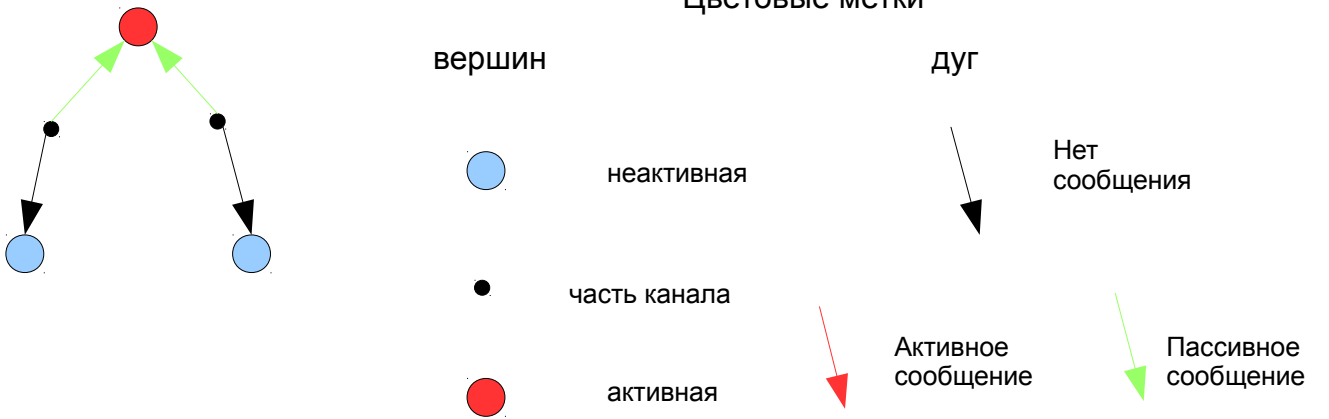 Цветовые метки
вершин
дуг
неактивная
Нет
сообщения
часть канала
активная
Активное
сообщение
Пассивное
сообщение